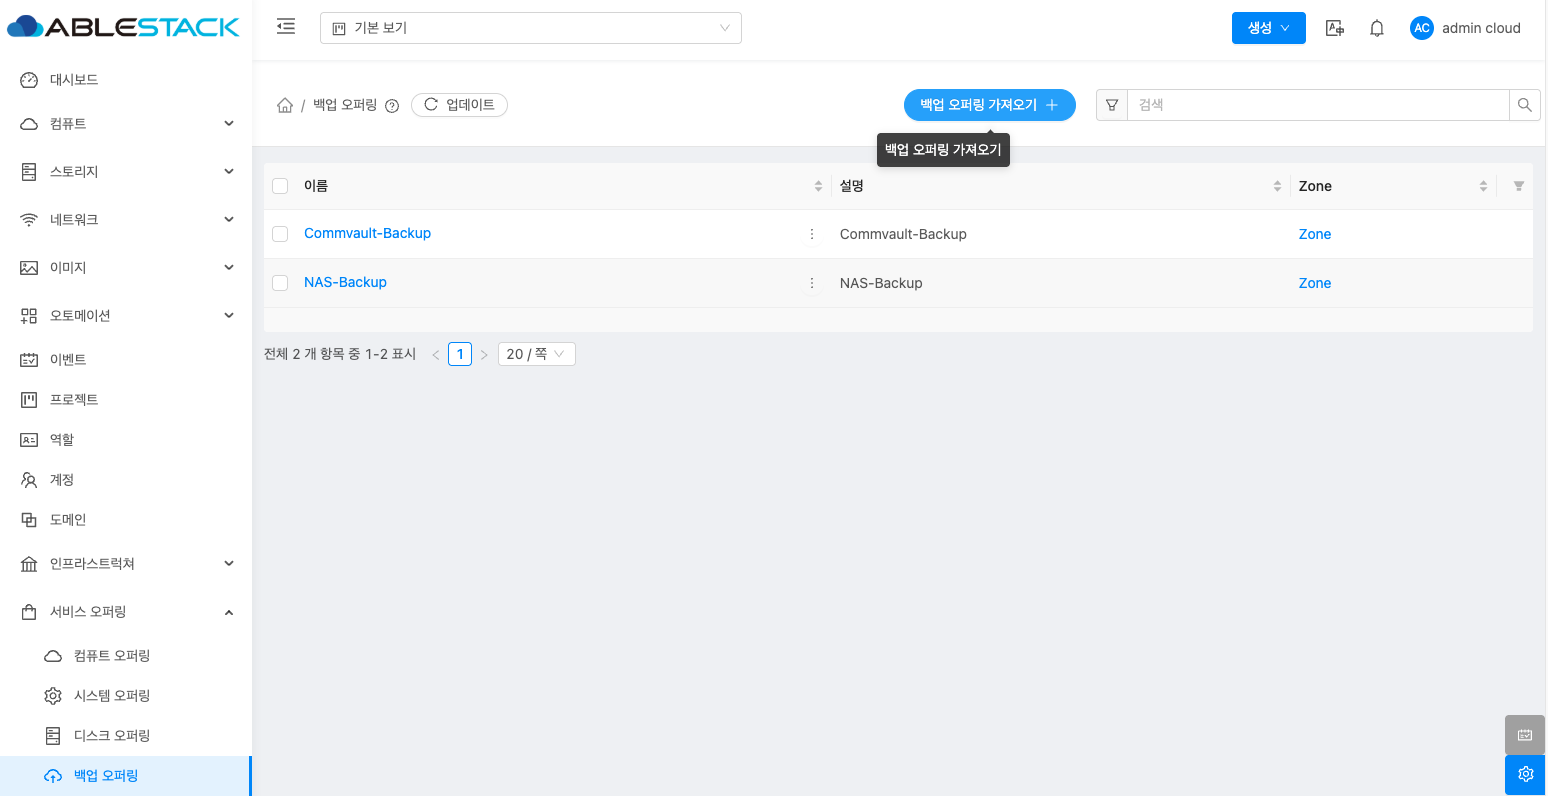 ABLESTACK
기본 보기
생성
AC
admin cloud
대시보드
컴퓨트
스토리지
네트워크
이미지
오토메이션
이벤트
프로젝트
역할
계정
도메인
인프라스트럭쳐
서비스 오퍼링
컴퓨트 오퍼링
시스템 오퍼링
디스크 오퍼링
백업 오퍼링
/ 백업 오퍼링 업데이트
백업 오퍼링 가져오기 +
검색
백업 오퍼링 가져오기
이름 설명 Zone
Commvault-Backup Commvault-Backup Zone
NAS-Backup NAS-Backup Zone
전체 2 개 항목 중 1-2 표시 < 1 > 20 / 쪽